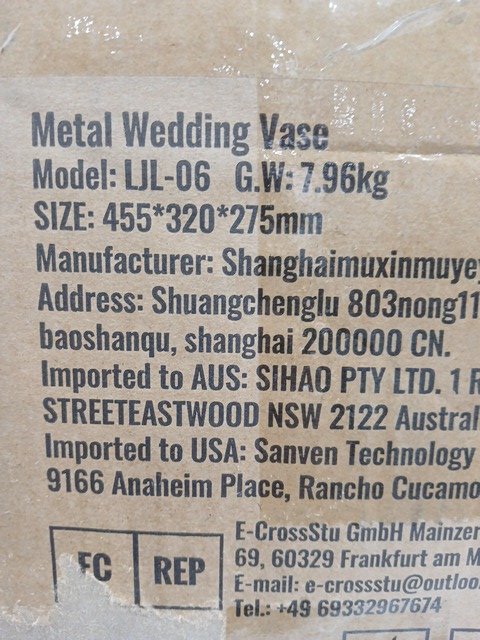 Metal Wedding Vase
Model: LJL-06 G.W: 7.96kg
SIZE: 455*320*275mm
Manufacturer: Shanghaimuxinmuye
Address: Shuangchenglu 803nong11
baoshanqu, shanghai 200000 CN.
Imported to AUS: SIHAO PTY LTD. 1 R
STREETEASTWOOD NSW 2122 Austral
Imported to USA: Sanven Technology
9166 Anaheim Place, Rancho Cucamo
E-CrossStu GmbH Mainzer
69, 60329 Frankfurt am M
E-mail: e-crossstu@outloo
Tel.: +49 69332967674
EC REP